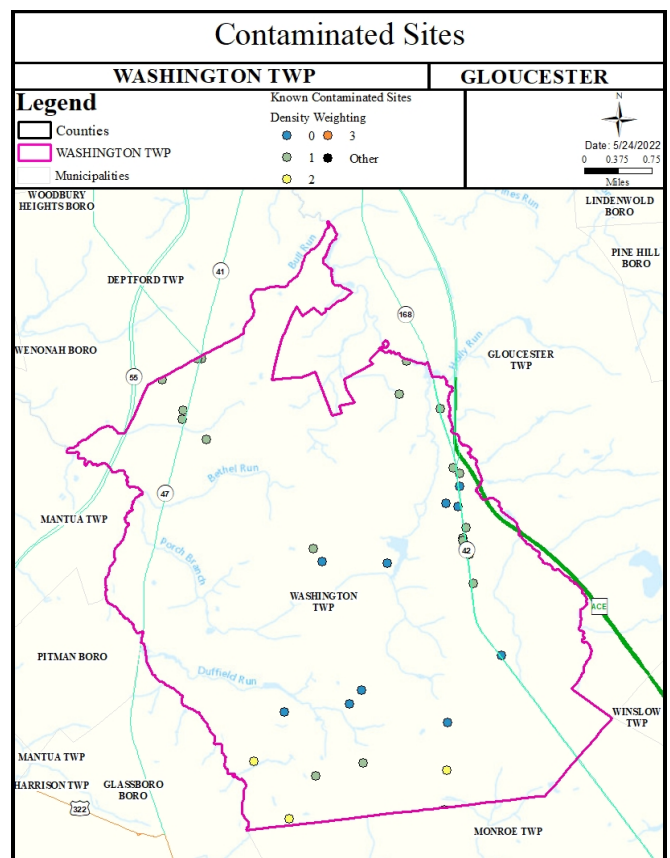 Contaminated Sites
WASHINGTON TWP
GLOUCESTER
Legend
Counties
WASHINGTON TWP
Municipalities
Known Contaminated Sites
Density Weighting
0
3
1
Other
2
N
Date: 5/24/2022
0 0.375 0.75
Miles
WOODBURY
HEIGHTS BORO
LINDENWOLD
BORO
PINE HILL
BORO
Bull Run
DEPTFORD TWP
41
168
WENONAH BORO
Holly Run
GLOUCESTER
TWP
55
Bethel Run
47
MANTUA TWP
Porch Branch
42
WASHINGTON
TWP
ACE
PITMAN BORO
Duffield Run
WINSLOW
TWP
MANTUA TWP
HARRISON TWP
GLASSBORO
BORO
322
MONROE TWP